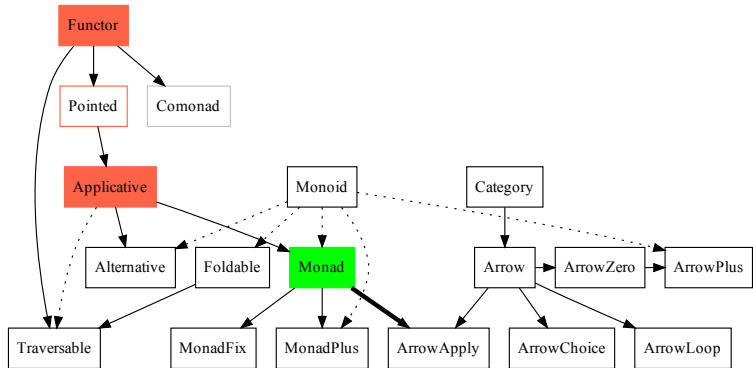 Functor
Pointed
Comonad
Applicative
Monoid
Category
Alternative
Foldable
Monad
Arrow
ArrowZero
ArrowPlus
Traversable
MonadFix
MonadPlus
ArrowApply
ArrowChoice
ArrowLoop